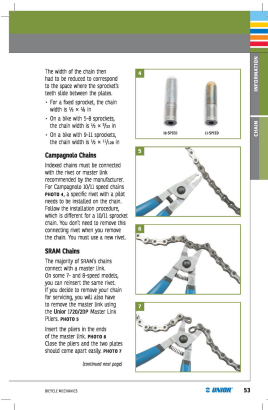 The width of the chain then
had to be reduced to correspond
to the space where the sprocket's
teeth slide between the plates.
• For a fixed sprocket, the chain
width is ½ × ⅛ in
• On a bike with 5–8 sprockets,
the chain width is ½ × ³⁄₃₂ in
• On a bike with 9–11 sprockets,
the chain width is ½ × ¹¹⁄₁₂₈ in
Campagnolo Chains
Indexed chains must be connected
with the rivet or master link
recommended by the manufacturer.
For Campagnolo 10/11 speed chains
PHOTO 4, a specific rivet with a pilot
needs to be installed on the chain.
Follow the installation procedure,
which is different for a 10/11 sprocket
chain. You don't need to remove this
connecting rivet when you remove
the chain. You must use a new rivet.
SRAM Chains
The majority of SRAM's chains
connect with a master link.
On some 7- and 8-speed models,
you can reinsert the same rivet.
If you decide to remove your chain
for servicing, you will also have
to remove the master link using
the Unior 1720/2DP Master Link
Pliers. PHOTO 5
Insert the pliers in the ends
of the master link. PHOTO 6
Close the pliers and the two plates
should come apart easily. PHOTO 7
(continued next page)
4
10-SPEED
11-SPEED
5
6
7
INFORMATION
CHAIN
BICYCLE MECHANICS
UNIOR
53